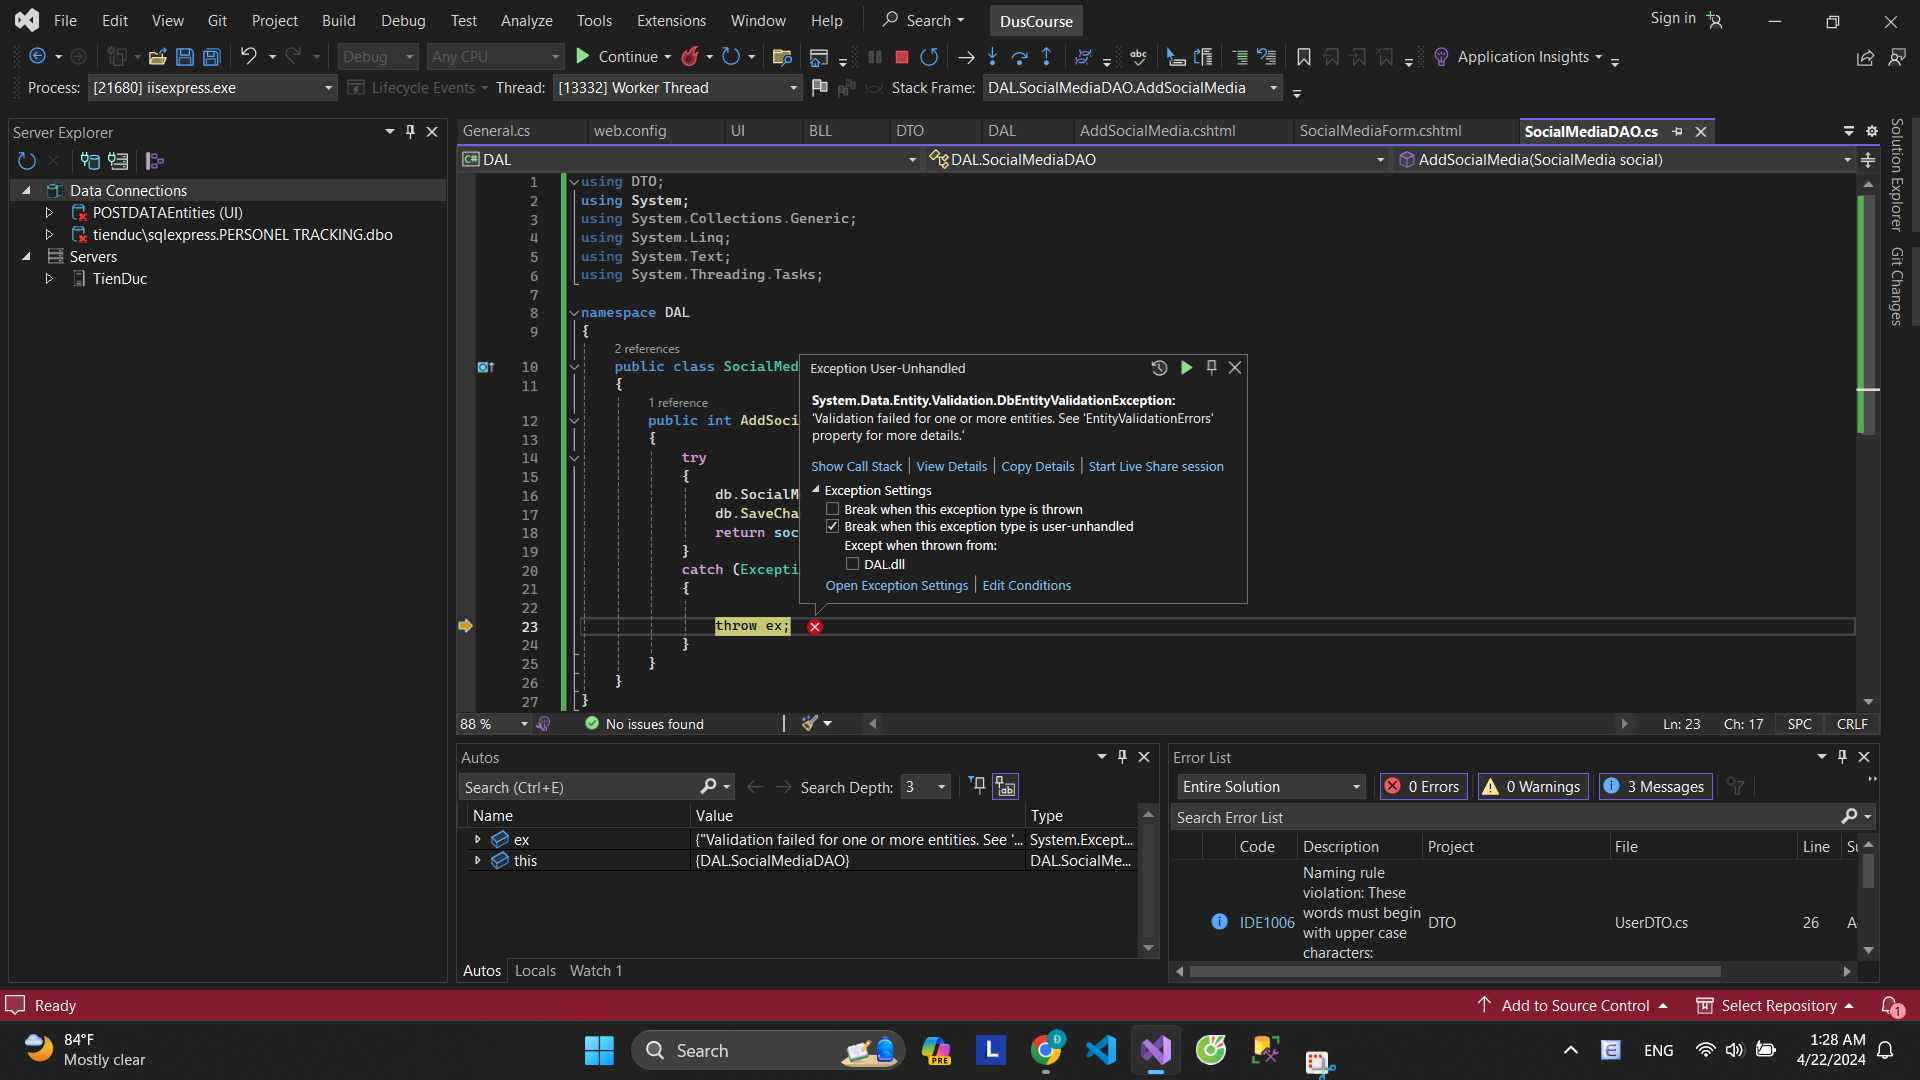 File Edit View Git Project Build Debug Test Analyze Tools Extensions Window Help Search DusCourse Sign in
Debug Any CPU Continue abc Application Insights
Process: [21680] iisexpress.exe Lifecycle Events Thread: [13332] Worker Thread Stack Frame: DAL.SocialMediaDAO.AddSocialMedia
Server Explorer
Data Connections
POSTDATAEntities (UI)
tienduc\sqlexpress.PERSONEL TRACKING.dbo
Servers
TienDuc
General.cs web.config UI BLL DTO DAL AddSocialMedia.cshtml SocialMediaForm.cshtml SocialMediaDAO.cs
C# DAL DAL.SocialMediaDAO AddSocialMedia(SocialMedia social)
1 using DTO;
2 using System;
3 using System.Collections.Generic;
4 using System.Linq;
5 using System.Text;
6 using System.Threading.Tasks;
7
8 namespace DAL
9 {
2 references
10 public class SocialMed
11 {
1 reference
12 public int AddSoci
13 {
14 try
15 {
16 db.SocialM
17 db.SaveCha
18 return soc
19 }
20 catch (Excepti
21 {
22
23 throw ex;
24 }
25 }
26 }
27 }
Exception User-Unhandled
System.Data.Entity.Validation.DbEntityValidationException:
'Validation failed for one or more entities. See 'EntityValidationErrors'
property for more details.'
Show Call Stack | View Details | Copy Details | Start Live Share session
Exception Settings
Break when this exception type is thrown
Break when this exception type is user-unhandled
Except when thrown from:
DAL.dll
Open Exception Settings | Edit Conditions
88 % No issues found Ln: 23 Ch: 17 SPC CRLF
Solution Explorer
Git Changes
Autos
Search (Ctrl+E) Search Depth: 3
Name Value Type
ex {"Validation failed for one or more entities. See '... System.Except...
this {DAL.SocialMediaDAO} DAL.SocialMe...
Autos Locals Watch 1
Error List
Entire Solution 0 Errors 0 Warnings 3 Messages
Search Error List
Code Description Project File Line Su
IDE1006 Naming rule
violation: These
words must begin
with upper case
characters:
DTO UserDTO.cs 26 A
Ready Add to Source Control Select Repository 1
84°F
Mostly clear
Search PRE L Đ ENG
1:28 AM
4/22/2024